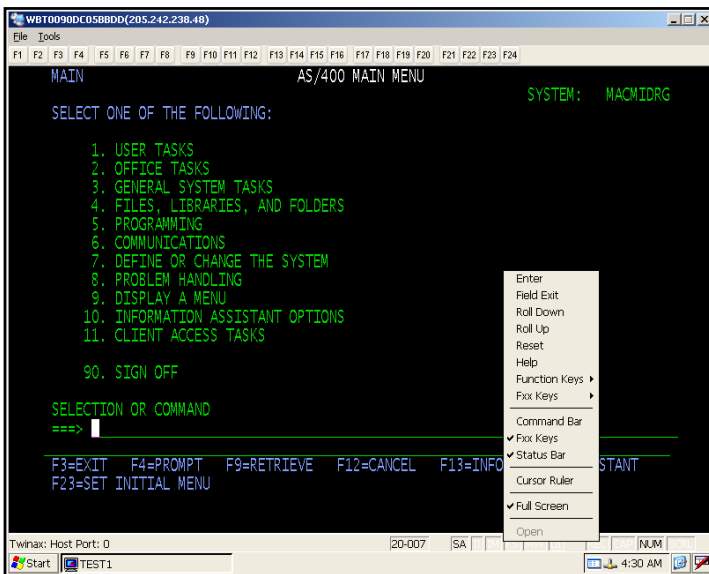 WBT0090DC05BBDD(205.242.238.48)
File Tools
F1 F2 F3 F4 F5 F6 F7 F8 F9 F10 F11 F12 F13 F14 F15 F16 F17 F18 F19 F20 F21 F22 F23 F24
MAIN AS/400 MAIN MENU
SYSTEM: MACMIDRG
SELECT ONE OF THE FOLLOWING:
1. USER TASKS
2. OFFICE TASKS
3. GENERAL SYSTEM TASKS
4. FILES, LIBRARIES, AND FOLDERS
5. PROGRAMMING
6. COMMUNICATIONS
7. DEFINE OR CHANGE THE SYSTEM
8. PROBLEM HANDLING
9. DISPLAY A MENU
10. INFORMATION ASSISTANT OPTIONS
11. CLIENT ACCESS TASKS
90. SIGN OFF
SELECTION OR COMMAND
===>
F3=EXIT F4=PROMPT F9=RETRIEVE F12=CANCEL F13=INFO STANT
F23=SET INITIAL MENU
Enter
Field Exit
Roll Down
Roll Up
Reset
Help
Function Keys
Fxx Keys
Command Bar
Fxx Keys
Status Bar
Cursor Ruler
Full Screen
Open
Twinax: Host Port: 0 20-007 SA NUM
Start TEST1 4:30 AM